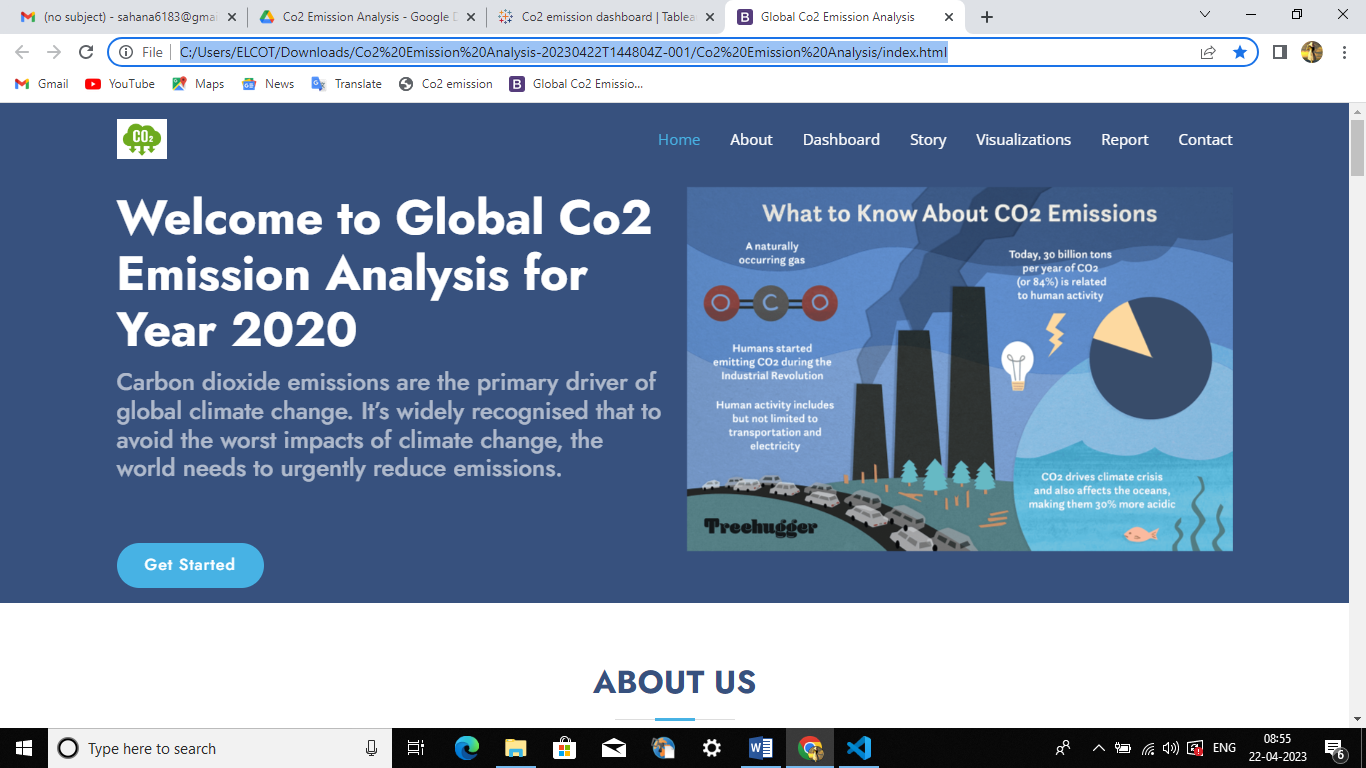 (no subject) - sahana6183@gmai
Co2 Emission Analysis - Google D
Co2 emission dashboard | Tablea
Global Co2 Emission Analysis
File
C:/Users/ELCOT/Downloads/Co2%20Emission%20Analysis-20230422T144804Z-001/Co2%20Emission%20Analysis/index.html
Gmail
YouTube
Maps
News
Translate
Co2 emission
Global Co2 Emissio...
CO₂
Home
About
Dashboard
Story
Visualizations
Report
Contact
Welcome to Global Co2
Emission Analysis for
Year 2020
Carbon dioxide emissions are the primary driver of
global climate change. It’s widely recognised that to
avoid the worst impacts of climate change, the
world needs to urgently reduce emissions.
Get Started
What to Know About CO2 Emissions
A naturally
occurring gas
O C O
Humans started
emitting CO2 during the
Industrial Revolution
Human activity includes
but not limited to
transportation and
electricity
Today, 30 billion tons
per year of CO2
(or 84%) is related
to human activity
CO2 drives climate crisis
and also affects the oceans,
making them 30% more acidic
Treehugger
ABOUT US
Type here to search
ENG
08:55
22-04-2023
6